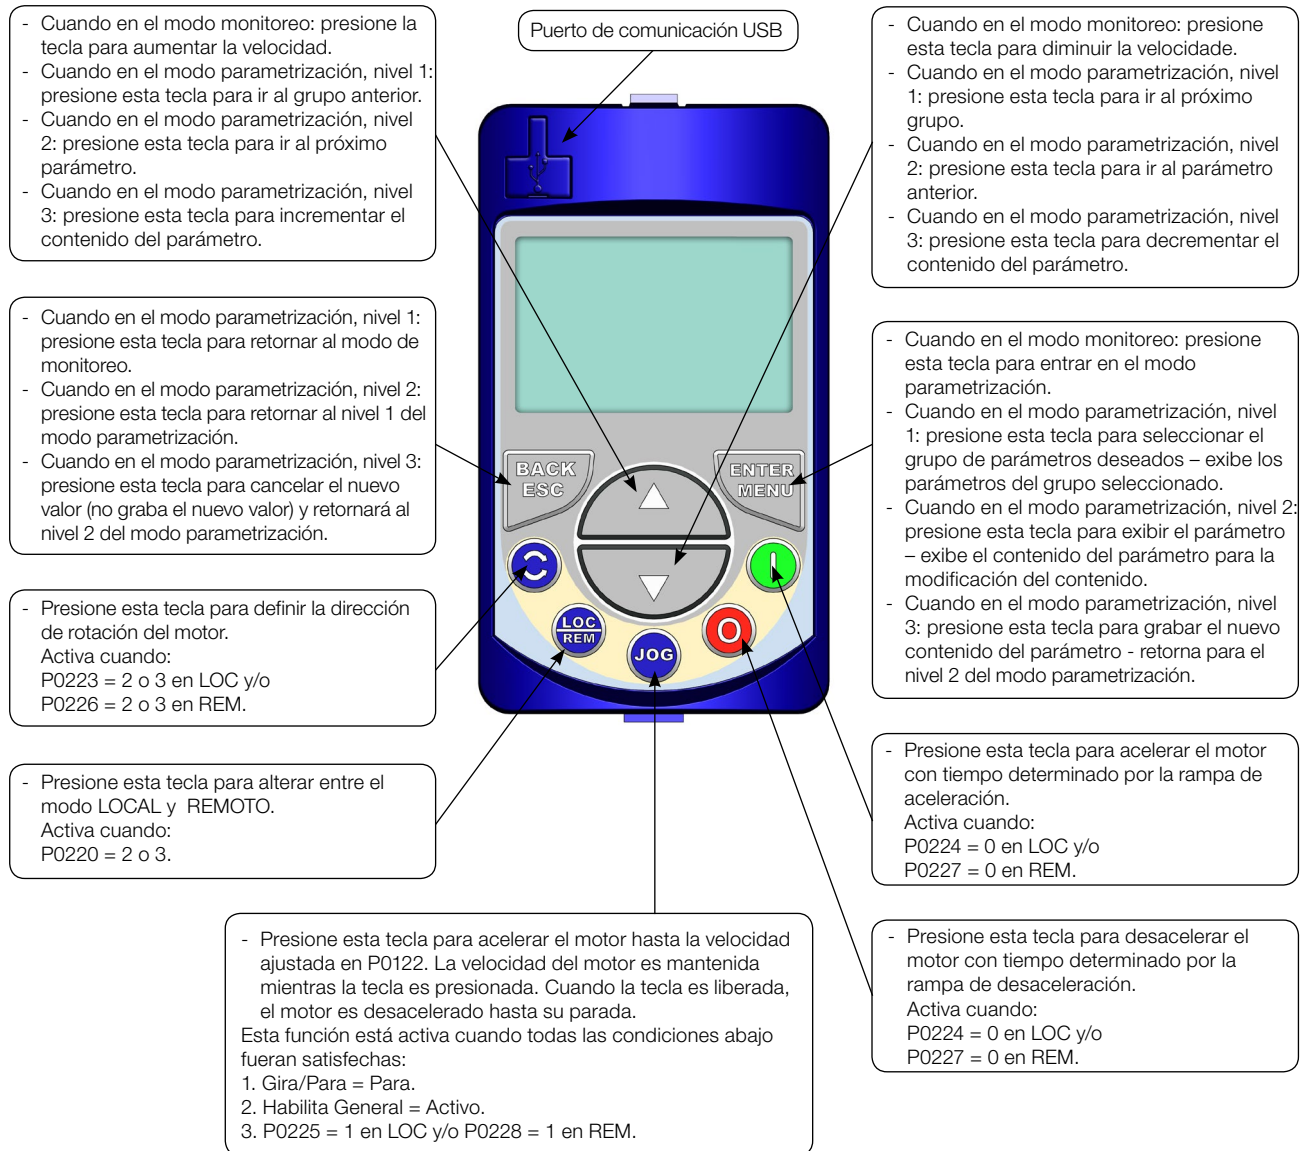 - Cuando en el modo monitoreo: presione la
tecla para aumentar la velocidad.
- Cuando en el modo parametrización, nivel 1:
presione esta tecla para ir al grupo anterior.
- Cuando en el modo parametrización, nivel
2: presione esta tecla para ir al próximo
parámetro.
- Cuando en el modo parametrización, nivel
3: presione esta tecla para incrementar el
contenido del parámetro.
Puerto de comunicación USB
- Cuando en el modo monitoreo: presione
esta tecla para diminuir la velocidade.
- Cuando en el modo parametrización, nivel
1: presione esta tecla para ir al próximo
grupo.
- Cuando en el modo parametrización, nivel
2: presione esta tecla para ir al parámetro
anterior.
- Cuando en el modo parametrización, nivel
3: presione esta tecla para decrementar el
contenido del parámetro.
- Cuando en el modo parametrización, nivel 1:
presione esta tecla para retornar al modo de
monitoreo.
- Cuando en el modo parametrización, nivel 2:
presione esta tecla para retornar al nivel 1 del
modo parametrización.
- Cuando en el modo parametrización, nivel 3:
presione esta tecla para cancelar el nuevo
valor (no graba el nuevo valor) y retornará al
nivel 2 del modo parametrización.
BACK
ESC
ENTER
MENU
LOC
REM
JOG
- Cuando en el modo monitoreo: presione
esta tecla para entrar en el modo
parametrización.
- Cuando en el modo parametrización, nivel
1: presione esta tecla para seleccionar el
grupo de parámetros deseados – exibe los
parámetros del grupo seleccionado.
- Cuando en el modo parametrización, nivel 2:
presione esta tecla para exibir el parámetro
– exibe el contenido del parámetro para la
modificación del contenido.
- Cuando en el modo parametrización, nivel
3: presione esta tecla para grabar el nuevo
contenido del parámetro - retorna para el
nivel 2 del modo parametrización.
- Presione esta tecla para definir la dirección
de rotación del motor.
Activa cuando:
P0223 = 2 o 3 en LOC y/o
P0226 = 2 o 3 en REM.
- Presione esta tecla para alterar entre el
modo LOCAL y REMOTO.
Activa cuando:
P0220 = 2 o 3.
- Presione esta tecla para acelerar el motor
con tiempo determinado por la rampa de
aceleración.
Activa cuando:
P0224 = 0 en LOC y/o
P0227 = 0 en REM.
- Presione esta tecla para acelerar el motor hasta la velocidad
ajustada en P0122. La velocidad del motor es mantenida
mientras la tecla es presionada. Cuando la tecla es liberada,
el motor es desacelerado hasta su parada.
Esta función está activa cuando todas las condiciones abajo
fueran satisfechas:
1. Gira/Para = Para.
2. Habilita General = Activo.
3. P0225 = 1 en LOC y/o P0228 = 1 en REM.
- Presione esta tecla para desacelerar el
motor con tiempo determinado por la
rampa de desaceleración.
Activa cuando:
P0224 = 0 en LOC y/o
P0227 = 0 en REM.